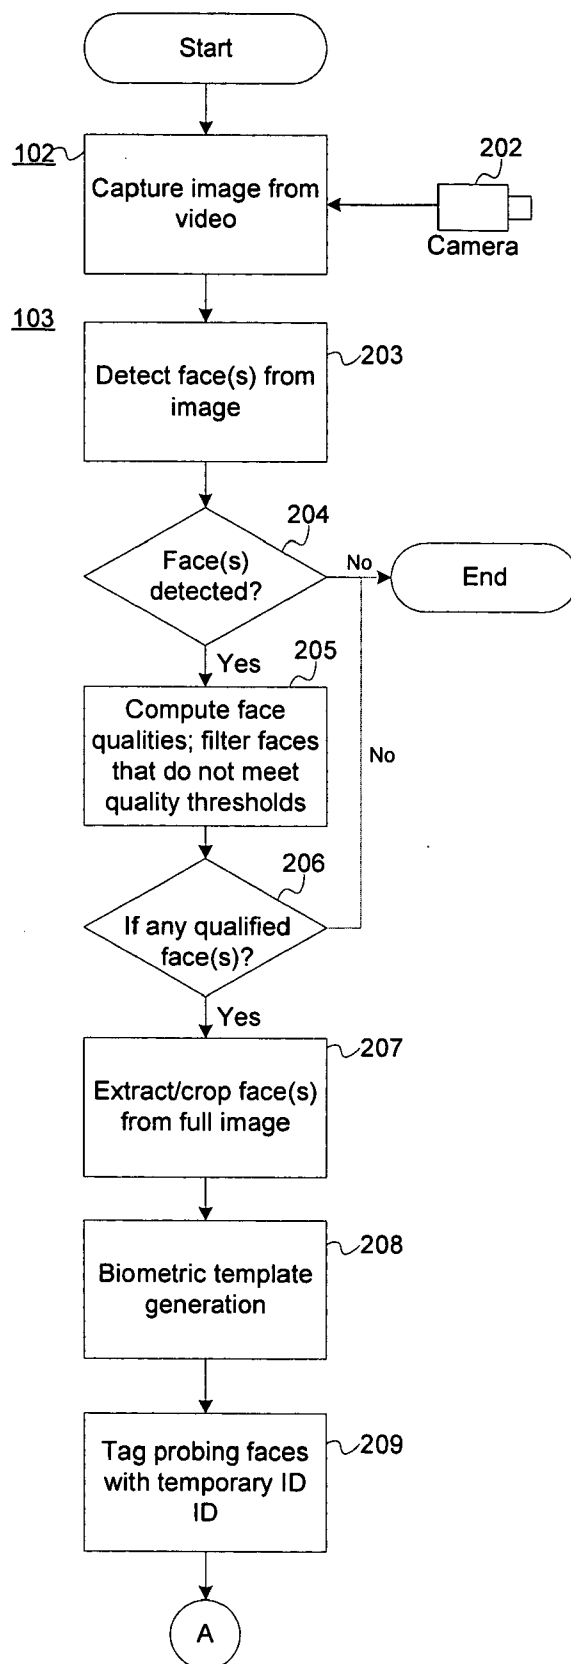 Start
102
Capture image from
video
202
Camera
103
203
Detect face(s) from
image
204
Face(s)
detected?
No
End
Yes
205
Compute face
qualities; filter faces
that do not meet
quality thresholds
No
206
If any qualified
face(s)?
Yes
207
Extract/crop face(s)
from full image
208
Biometric template
generation
209
Tag probing faces
with temporary ID
ID
A